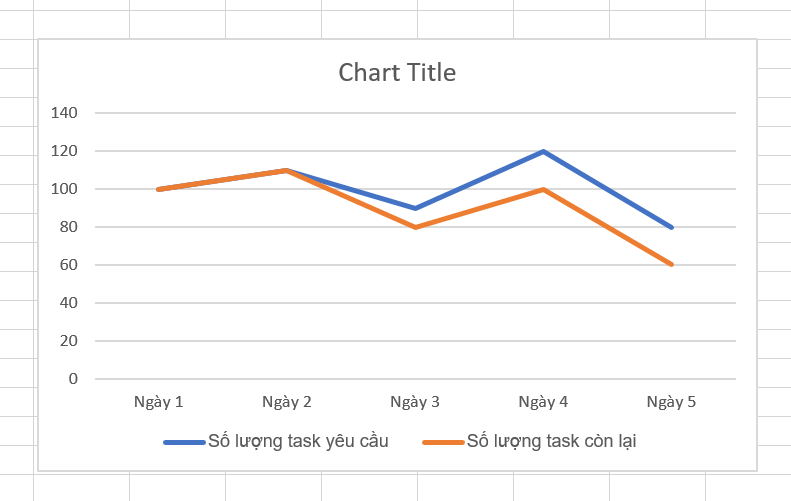 Chart Title
140
120
100
80
60
40
20
0
Ngày 1 Ngày 2 Ngày 3 Ngày 4 Ngày 5
Số lượng task yêu cầu Số lượng task còn lại